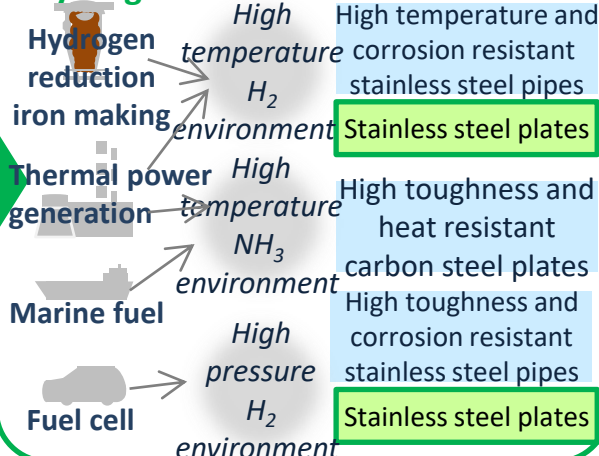 Hydrogen
reduction
iron making
Thermal power
generation
Marine fuel
Fuel cell
High
temperature
H2
environment
High
temperature
NH3
environment
High
pressure
H2
environment
High temperature and
corrosion resistant
stainless steel pipes
Stainless steel plates
High toughness and
heat resistant
carbon steel plates
High toughness and
corrosion resistant
stainless steel pipes
Stainless steel plates